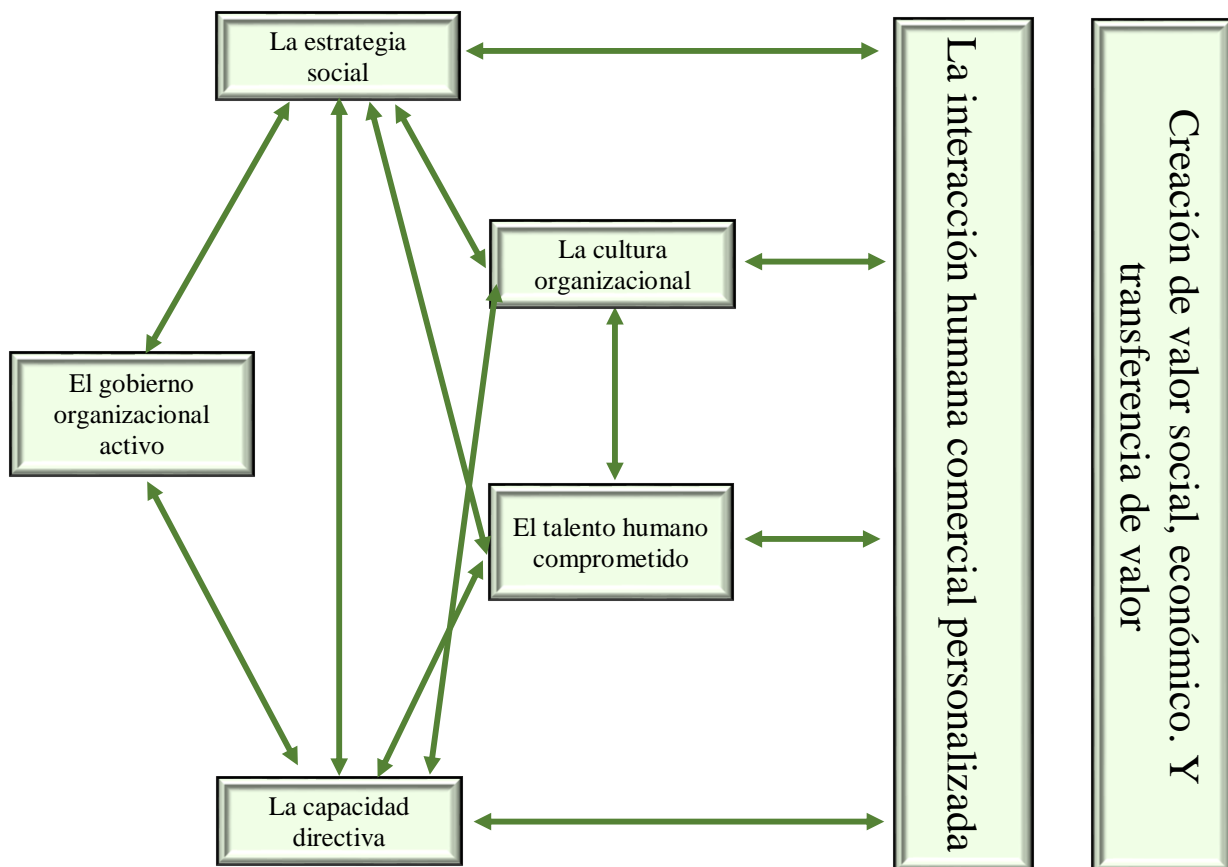 La estrategia
social
La cultura
organizacional
El gobierno
organizacional
activo
El talento humano
comprometido
La capacidad
directiva
La interacción humana comercial personalizada
Creación de valor social, económico. Y
transferencia de valor